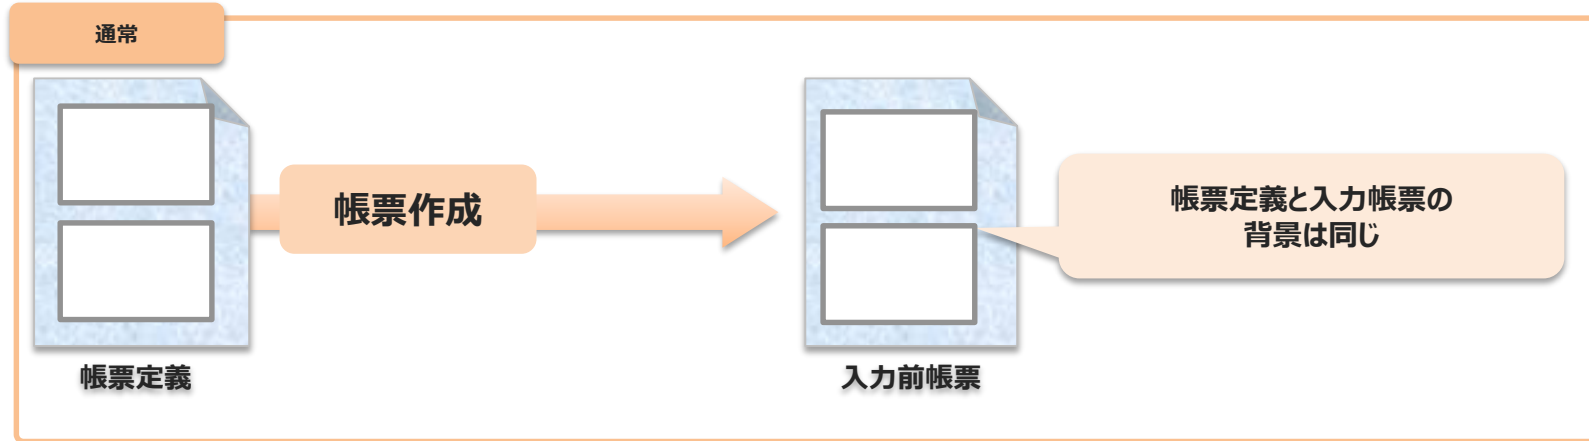 通常
帳票作成
帳票定義と入力帳票の
背景は同じ
帳票定義
入力前帳票